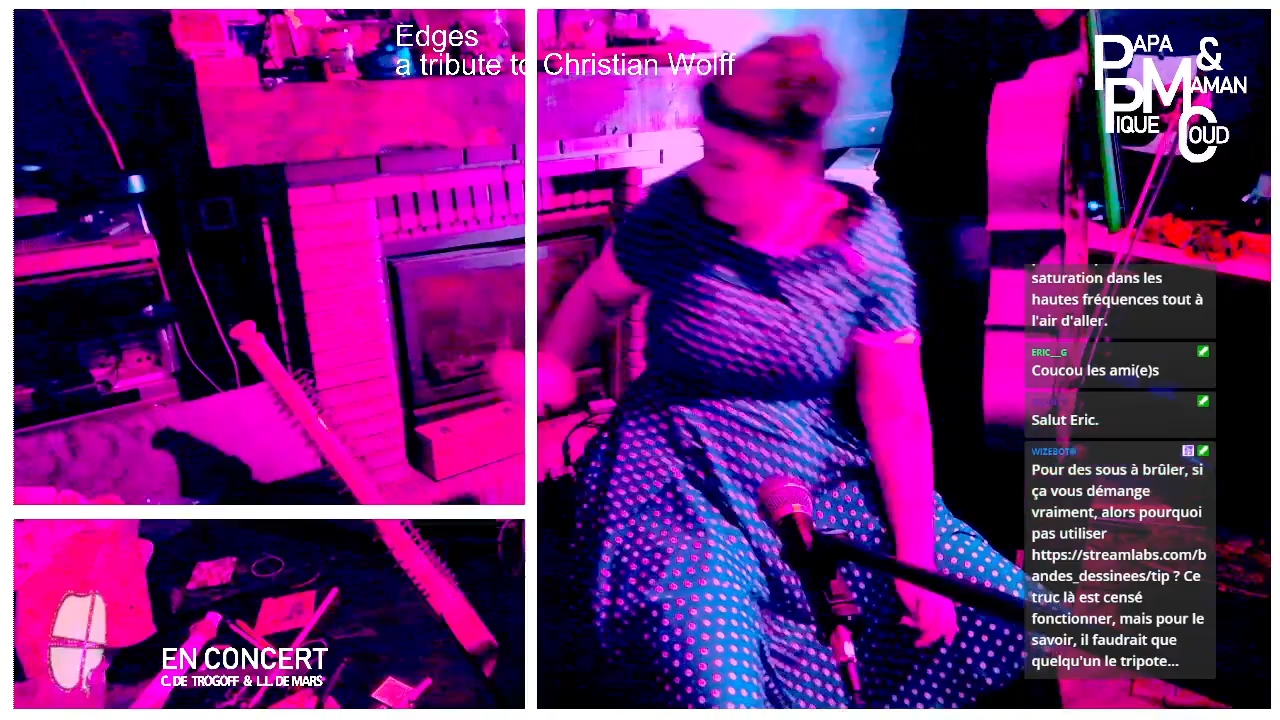 Edges
a tribute to Christian Wolff
PAPA &
PMAMAN
PIQUE COUD
saturation dans les
hautes fréquences tout à
l'air d'aller.
ERIC__G
Coucou les ami(e)s
Salut Eric.
WIZEBOT
Pour des sous à brûler, si
ça vous démange
vraiment, alors pourquoi
pas utiliser
https://streamlabs.com/b
andes_dessinees/tip ? Ce
truc là est censé
fonctionner, mais pour le
savoir, il faudrait que
quelqu'un le tripote...
EN CONCERT
C. DE TROGOFF & L.L. DE MARS